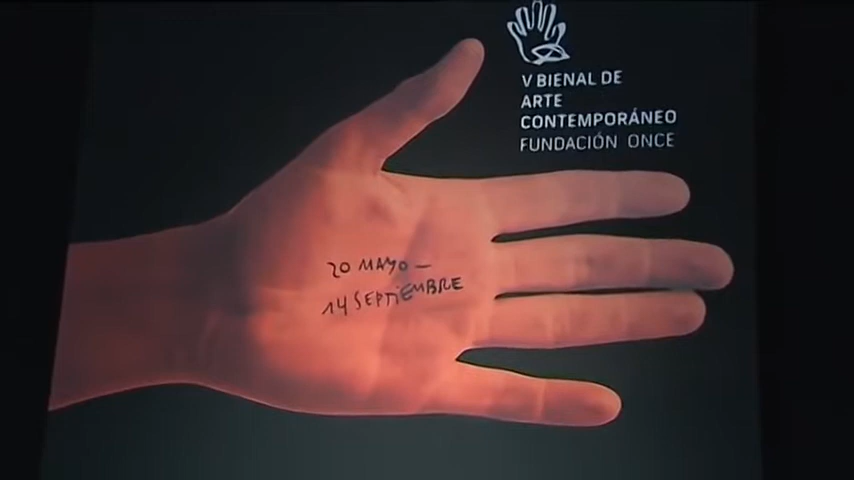 V BIENAL DE
ARTE
CONTEMPORÁNEO
FUNDACIÓN ONCE
20 MAYO –
14 SEPTIEMBRE